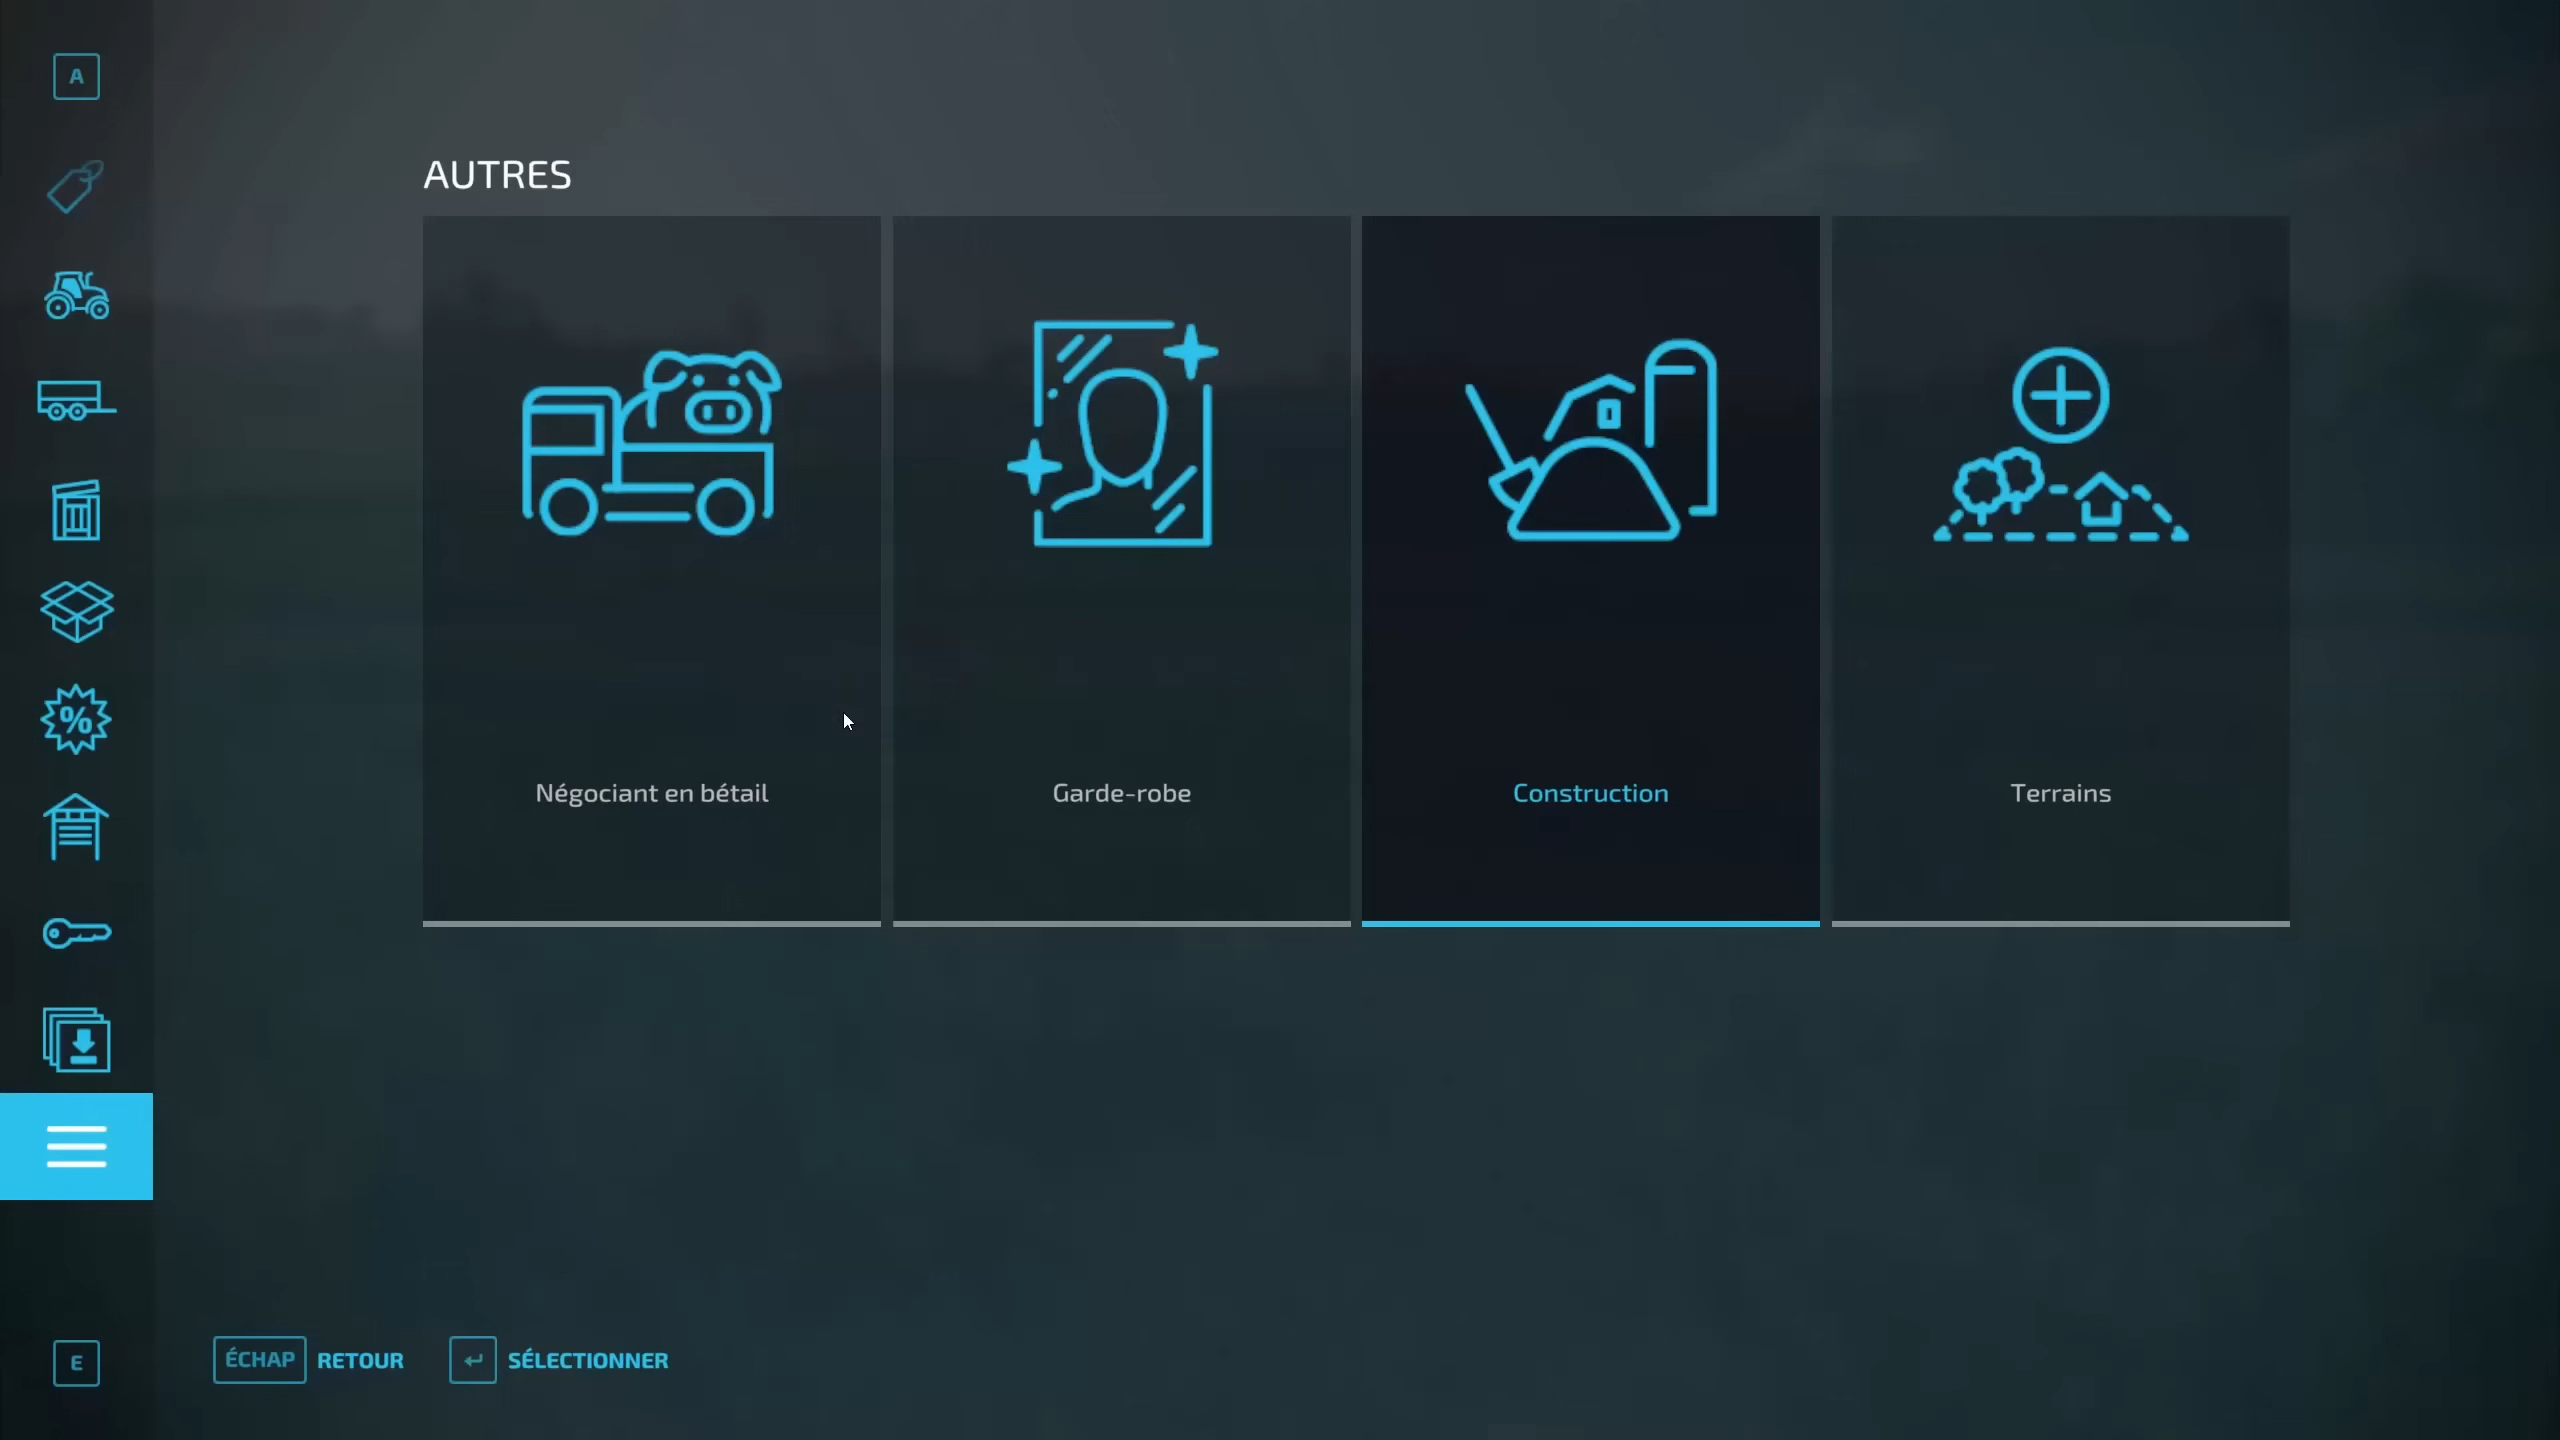 A
AUTRES
%
Négociant en bétail
Garde-robe
Construction
Terrains
E
ÉCHAP RETOUR
SÉLECTIONNER